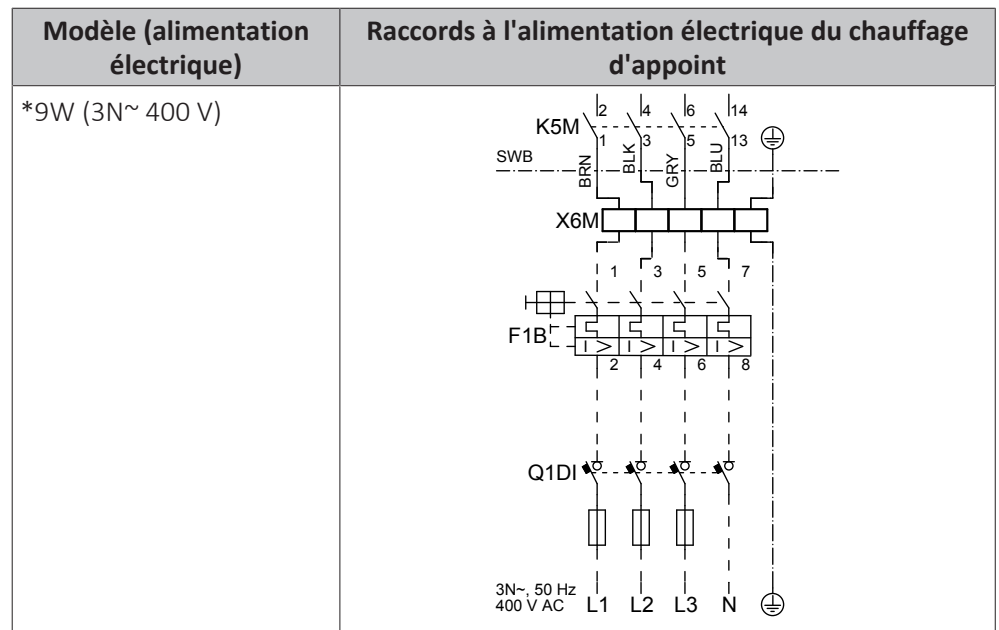 Modèle (alimentation électrique)
Raccords à l'alimentation électrique du chauffage d'appoint
*9W (3N~ 400 V)
2 4 6 14
K5M
1 3 5 13
SWB
BRN BLK GRY BLU
X6M
1 3 5 7
F1B
I > I > I > I >
2 4 6 8
Q1DI
3N~, 50 Hz
400 V AC L1 L2 L3 N